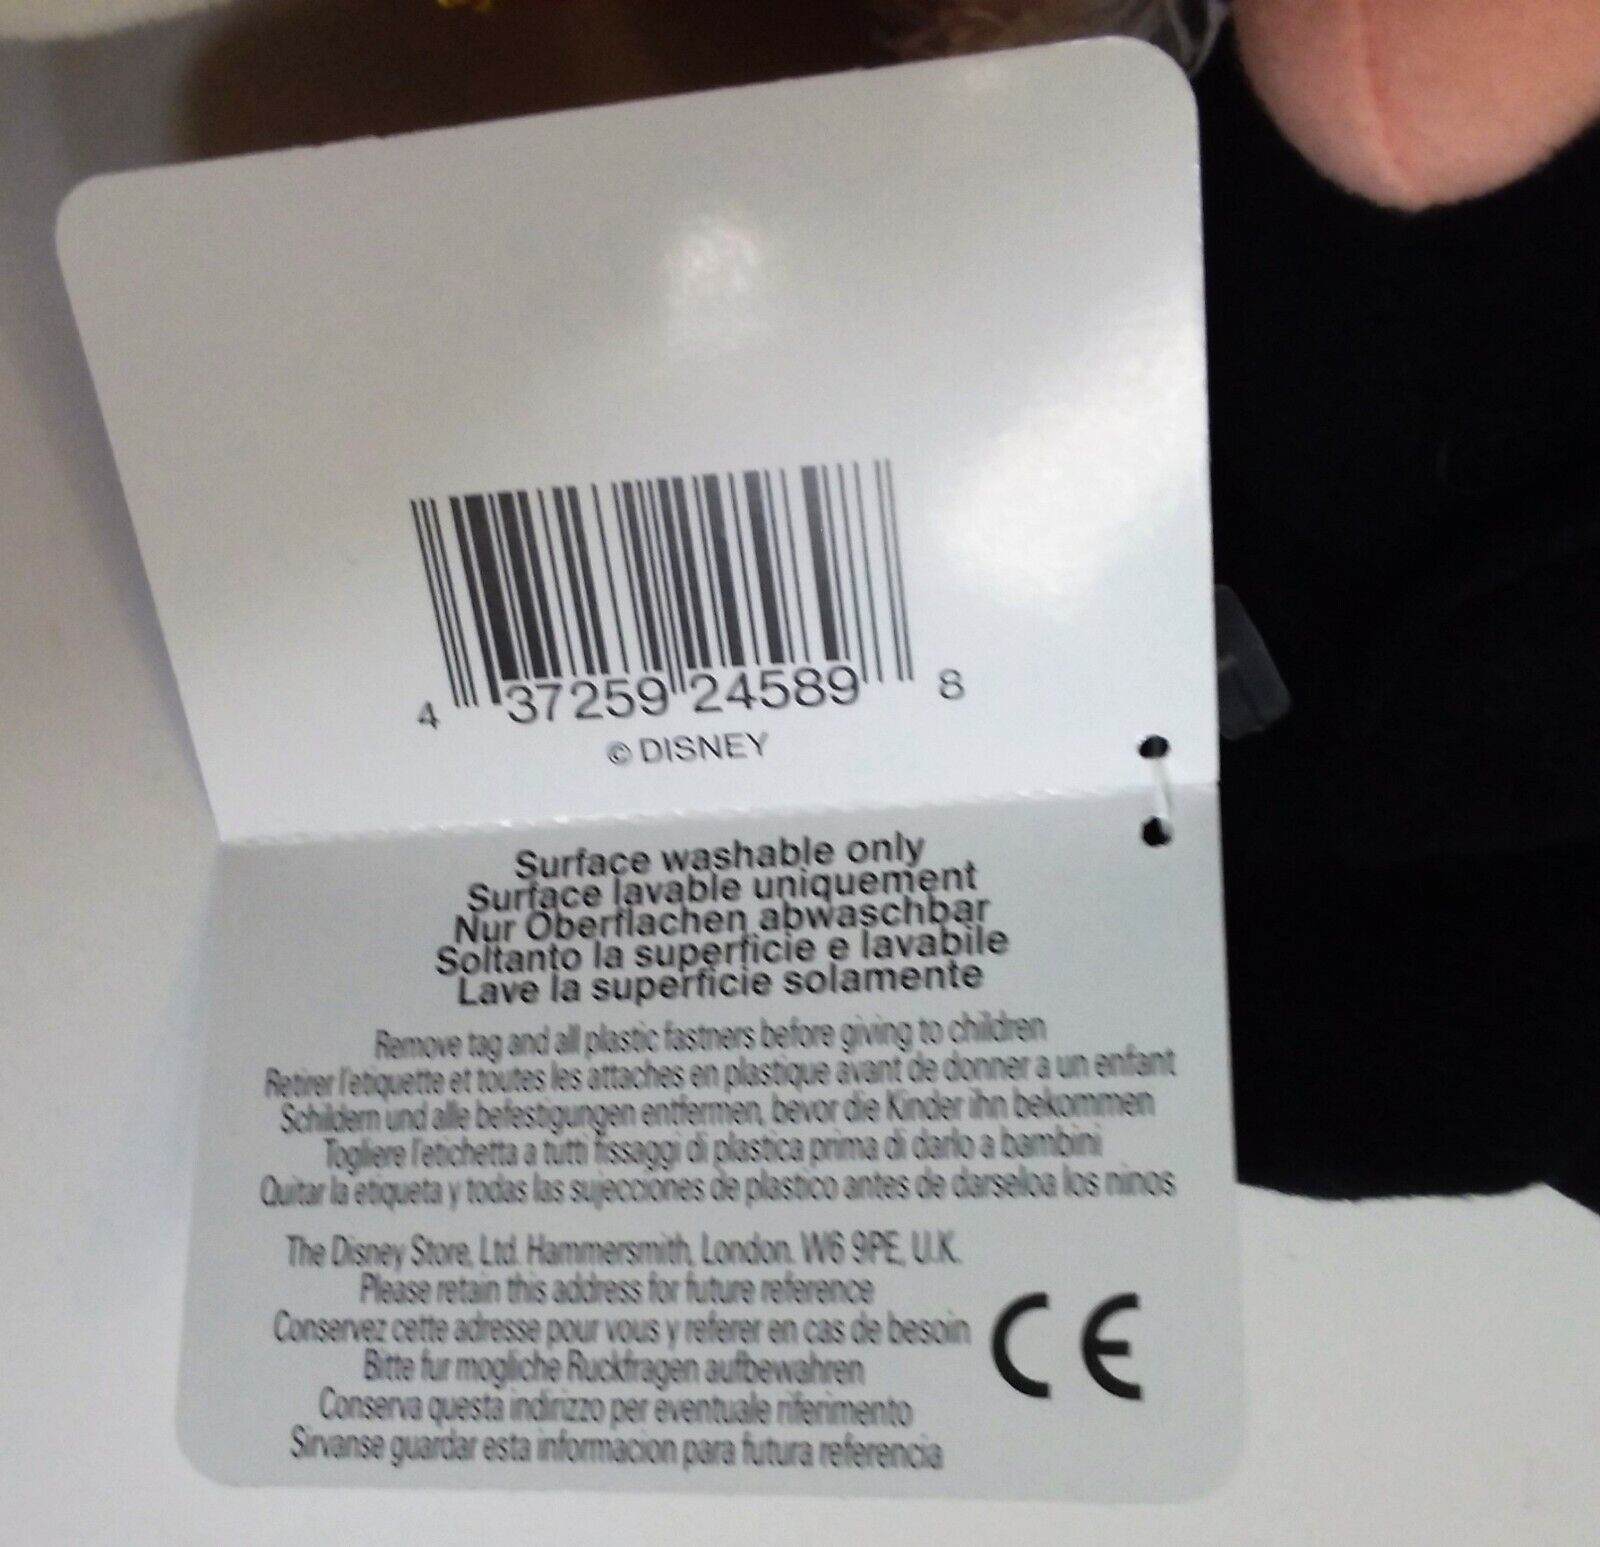 4 37259 24589 8
© DISNEY
Surface washable only
Surface lavable uniquement
Nur Oberflachen abwaschbar
Soltanto la superficie e lavabile
Lave la superficie solamente
Remove tag and all plastic fastners before giving to children
Retirer l'etiquette et toutes les attaches en plastique avant de donner a un enfant
Schildern und alle befestigungen entfermen, bevor die Kinder ihn bekommen
Togliere l'etichetta a tutti fissaggi di plastica prima di darlo a bambini
Quitar la etiqueta y todas las sujecciones de plastico antes de darseloa los ninos
The Disney Store, Ltd. Hammersmith, London. W6 9PE, U.K.
Please retain this address for future reference
Conservez cette adresse pour vous y referer en cas de besoin
Bitte fur mogliche Ruckfragen aufbewahren
Conserva questa indirizzo per eventuale riferimento
Sirvanse guardar esta informacion para futura referencia
CE